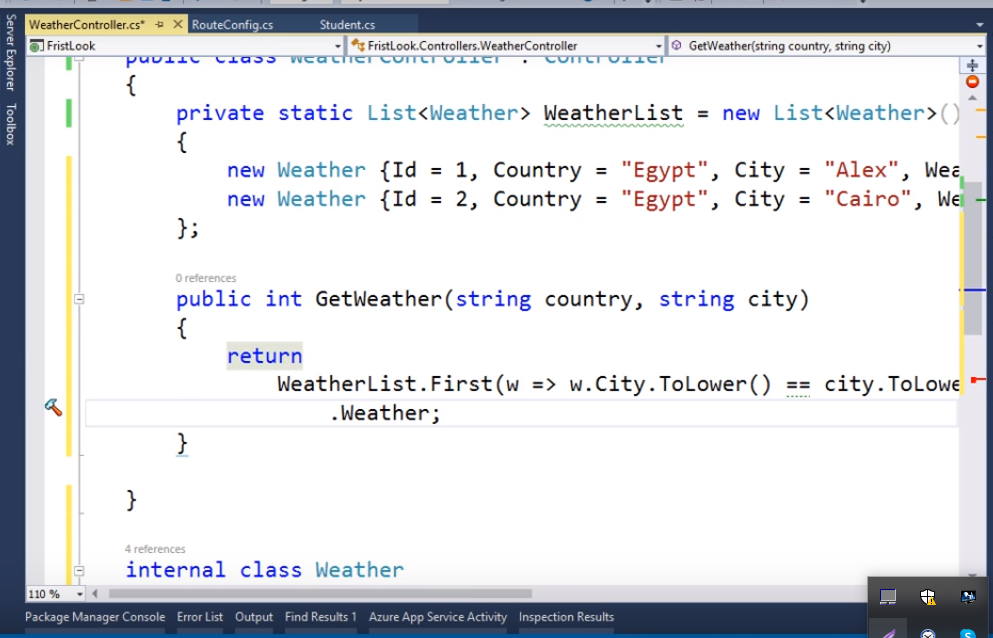 WeatherController.cs* RouteConfig.cs Student.cs
FristLook FristLook.Controllers.WeatherController GetWeather(string country, string city)
Server Explorer
Toolbox
public class WeatherController : Controller
{
private static List<Weather> WeatherList = new List<Weather>()
{
new Weather {Id = 1, Country = "Egypt", City = "Alex", Wea
new Weather {Id = 2, Country = "Egypt", City = "Cairo", We
};
0 references
public int GetWeather(string country, string city)
{
return
WeatherList.First(w => w.City.ToLower() == city.ToLowe
.Weather;
}
}
4 references
internal class Weather
110 %
Package Manager Console Error List Output Find Results 1 Azure App Service Activity Inspection Results